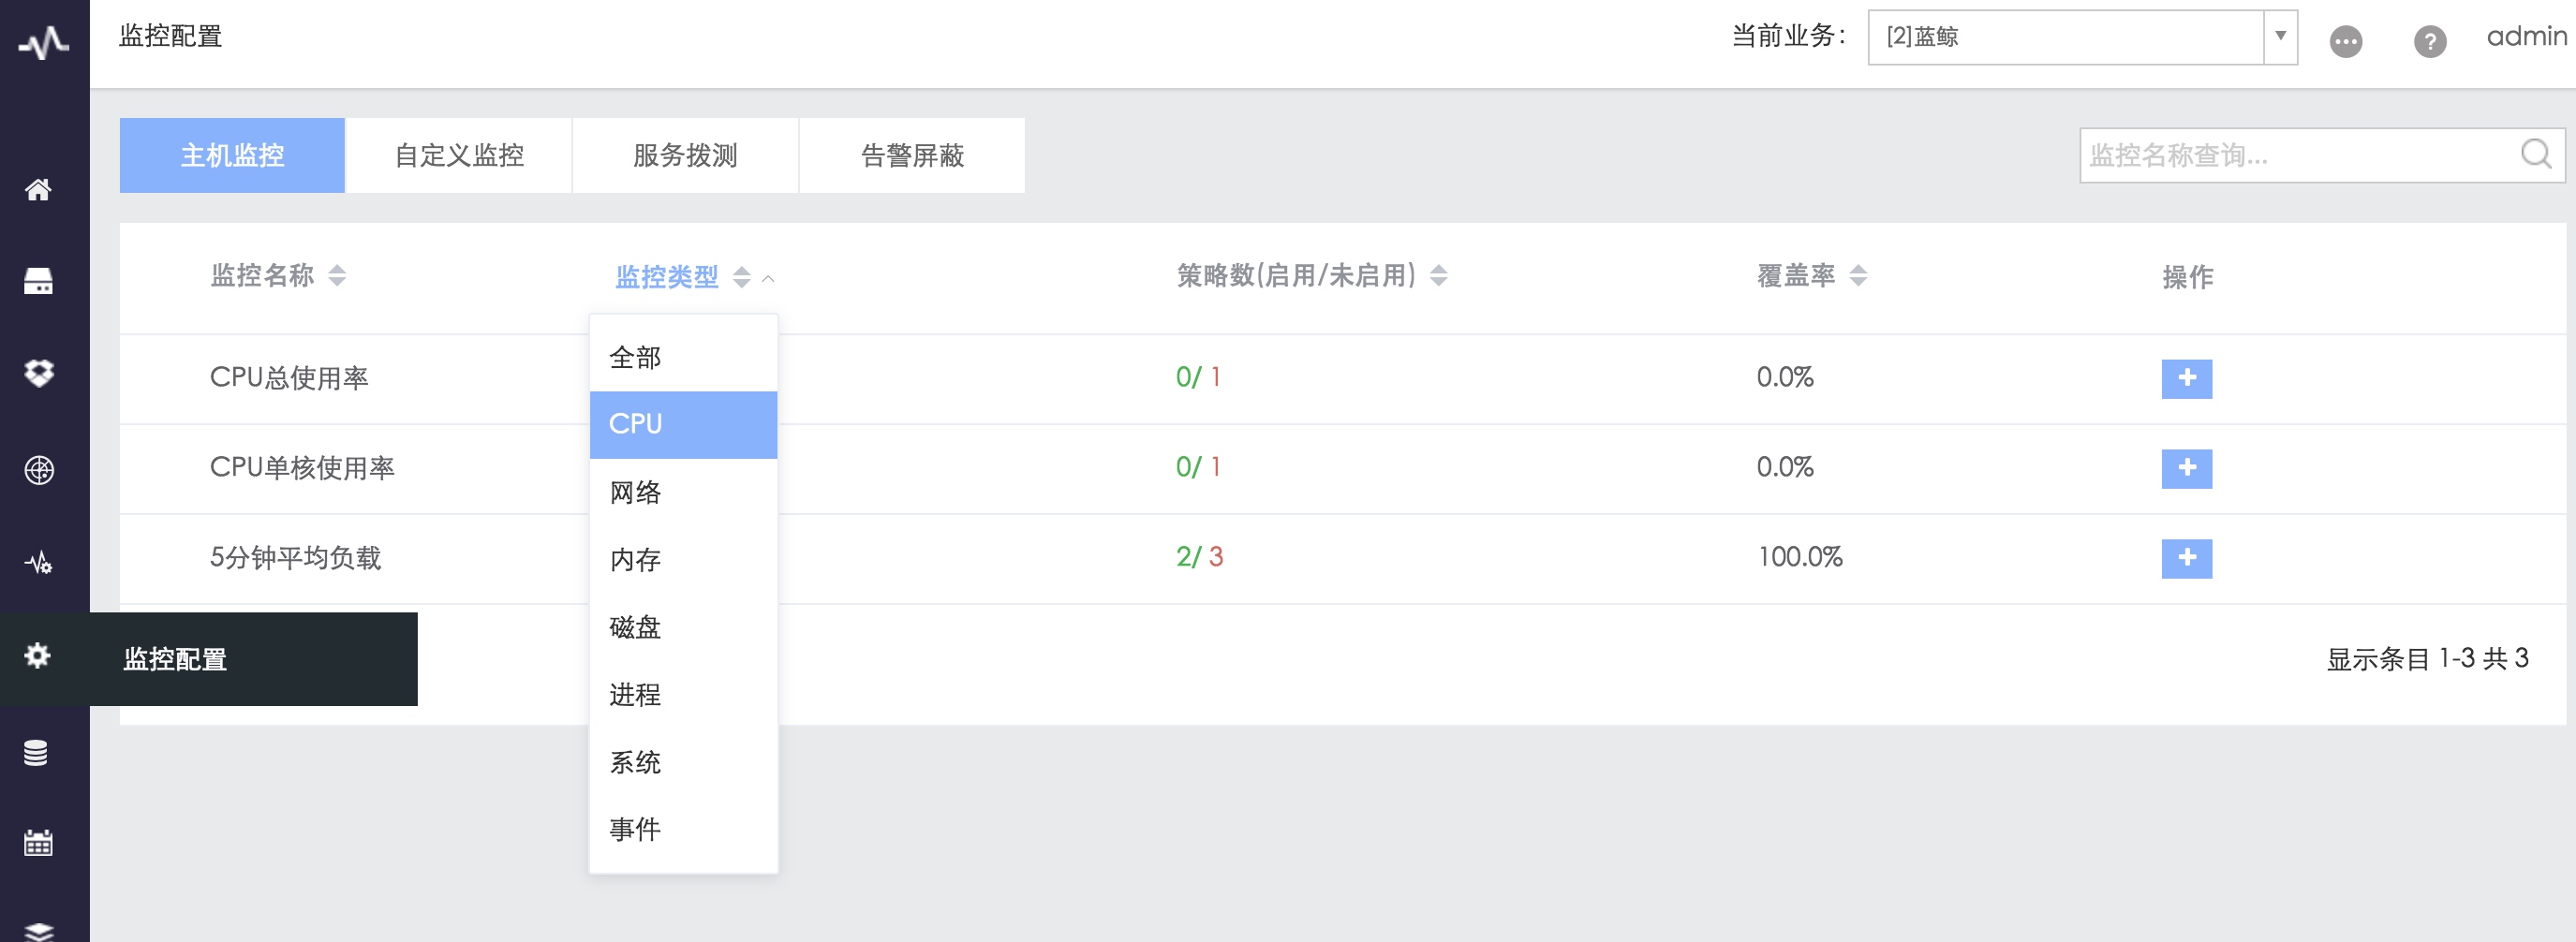 监控配置
当前业务：
[2]蓝鲸
admin
主机监控
自定义监控
服务拨测
告警屏蔽
监控名称查询...
监控名称
监控类型
策略数(启用/未启用)
覆盖率
操作
CPU总使用率
0/ 1
0.0%
CPU单核使用率
0/ 1
0.0%
5分钟平均负载
2/ 3
100.0%
全部
CPU
网络
内存
磁盘
进程
系统
事件
监控配置
显示条目 1-3 共 3